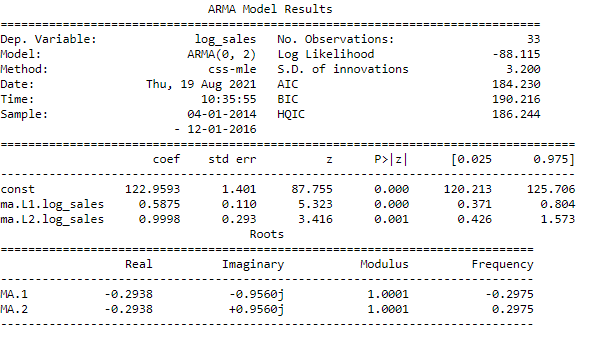 ARMA Model Results
==============================================================================
Dep. Variable: log_sales No. Observations: 33
Model: ARMA(0, 2) Log Likelihood -88.115
Method: css-mle S.D. of innovations 3.200
Date: Thu, 19 Aug 2021 AIC 184.230
Time: 10:35:55 BIC 190.216
Sample: 04-01-2014 HQIC 186.244
- 12-01-2016
===================================================================================
coef std err z P>|z| [0.025 0.975]
-----------------------------------------------------------------------------------
const 122.9593 1.401 87.755 0.000 120.213 125.706
ma.L1.log_sales 0.5875 0.110 5.323 0.000 0.371 0.804
ma.L2.log_sales 0.9998 0.293 3.416 0.001 0.426 1.573
Roots
=============================================================================
Real Imaginary Modulus Frequency
-----------------------------------------------------------------------------
MA.1 -0.2938 -0.9560j 1.0001 -0.2975
MA.2 -0.2938 +0.9560j 1.0001 0.2975
-----------------------------------------------------------------------------